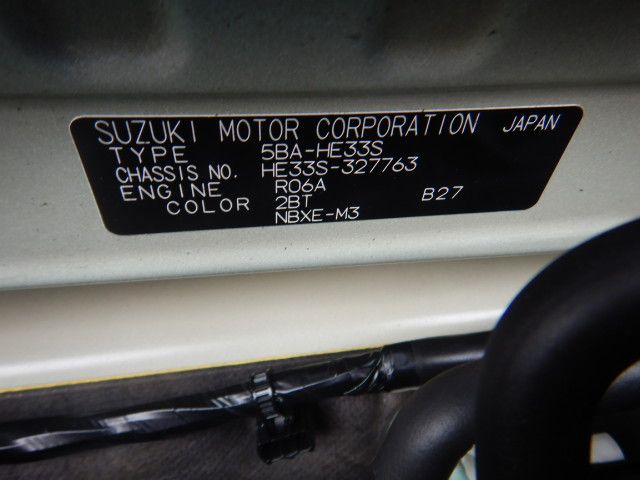 SUZUKI MOTOR CORPORATION JAPAN
TYPE 5BA-HE33S
CHASSIS NO. HE33S-327763
ENGINE R06A
COLOR 2BT B27
NBXE-M3